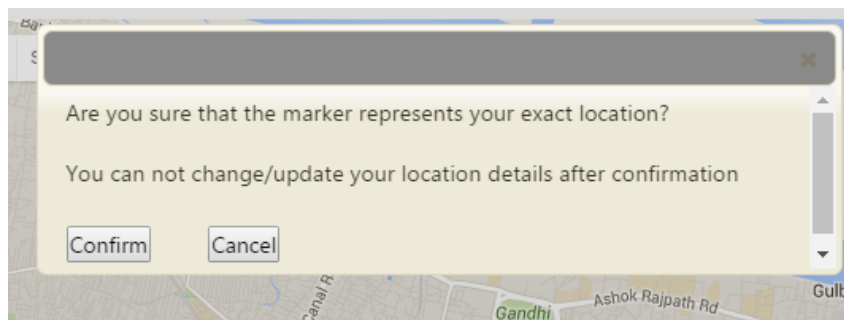 Are you sure that the marker represents your exact location?
You can not change/update your location details after confirmation
Confirm Cancel
Canal R
Gandhi
Ashok Rajpath Rd
Gulb